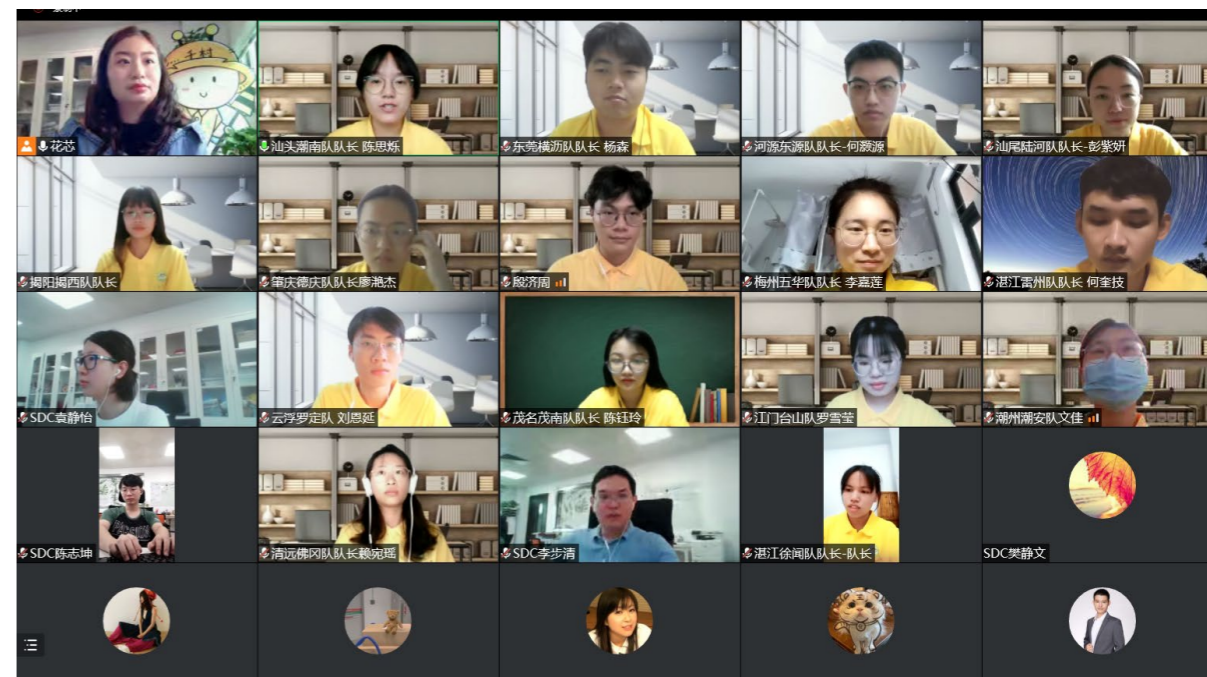 千村
花芯
汕头潮南队队长 陈思烁
东莞横沥队队长 杨森
河源东源队队长-何灏源
汕尾陆河队队长-彭紫妍
揭阳揭西队队长
肇庆德庆队队长廖滟杰
殷济周
梅州五华队队长 李嘉莲
湛江雷州队队长 何奎技
SDC袁静怡
云浮罗定队 刘恩延
茂名茂南队队长 陈钰玲
江门台山队罗雪莹
潮州潮安队文佳
SDC陈志坤
清远佛冈队队长赖宛瑶
SDC李步清
湛江徐闻队队长-队长
SDC樊静文